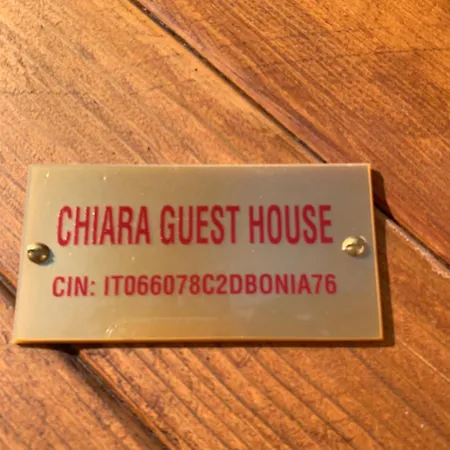 CHIARA GUEST HOUSE
CIN: IT066078C2DBONIA76